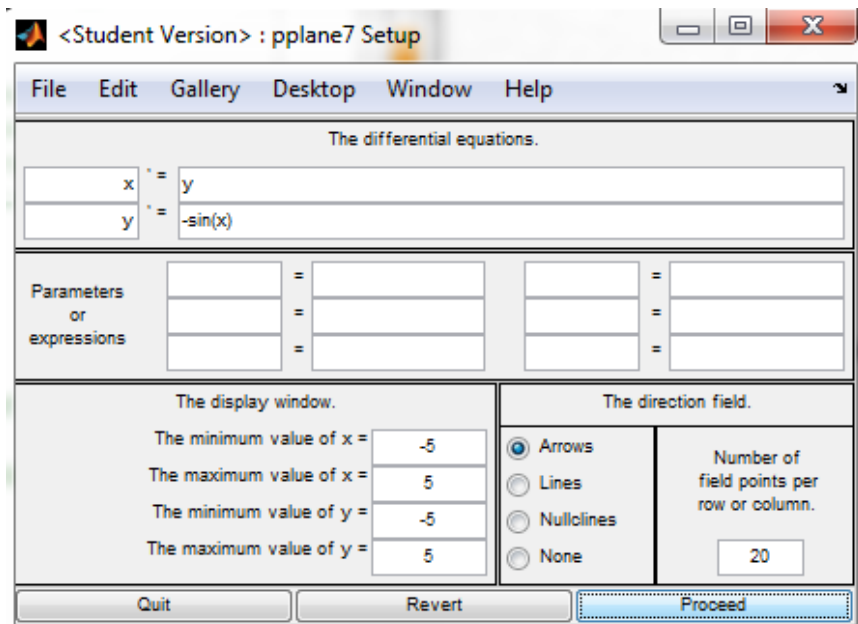 <Student Version> : pplane7 Setup
File Edit Gallery Desktop Window Help
The differential equations.
x ' = y
y ' = -sin(x)
Parameters
or
expressions
= =
= =
= =
The display window.
The minimum value of x = -5
The maximum value of x = 5
The minimum value of y = -5
The maximum value of y = 5
The direction field.
Arrows
Lines
Nullclines
None
Number of
field points per
row or column.
20
Quit Revert Proceed